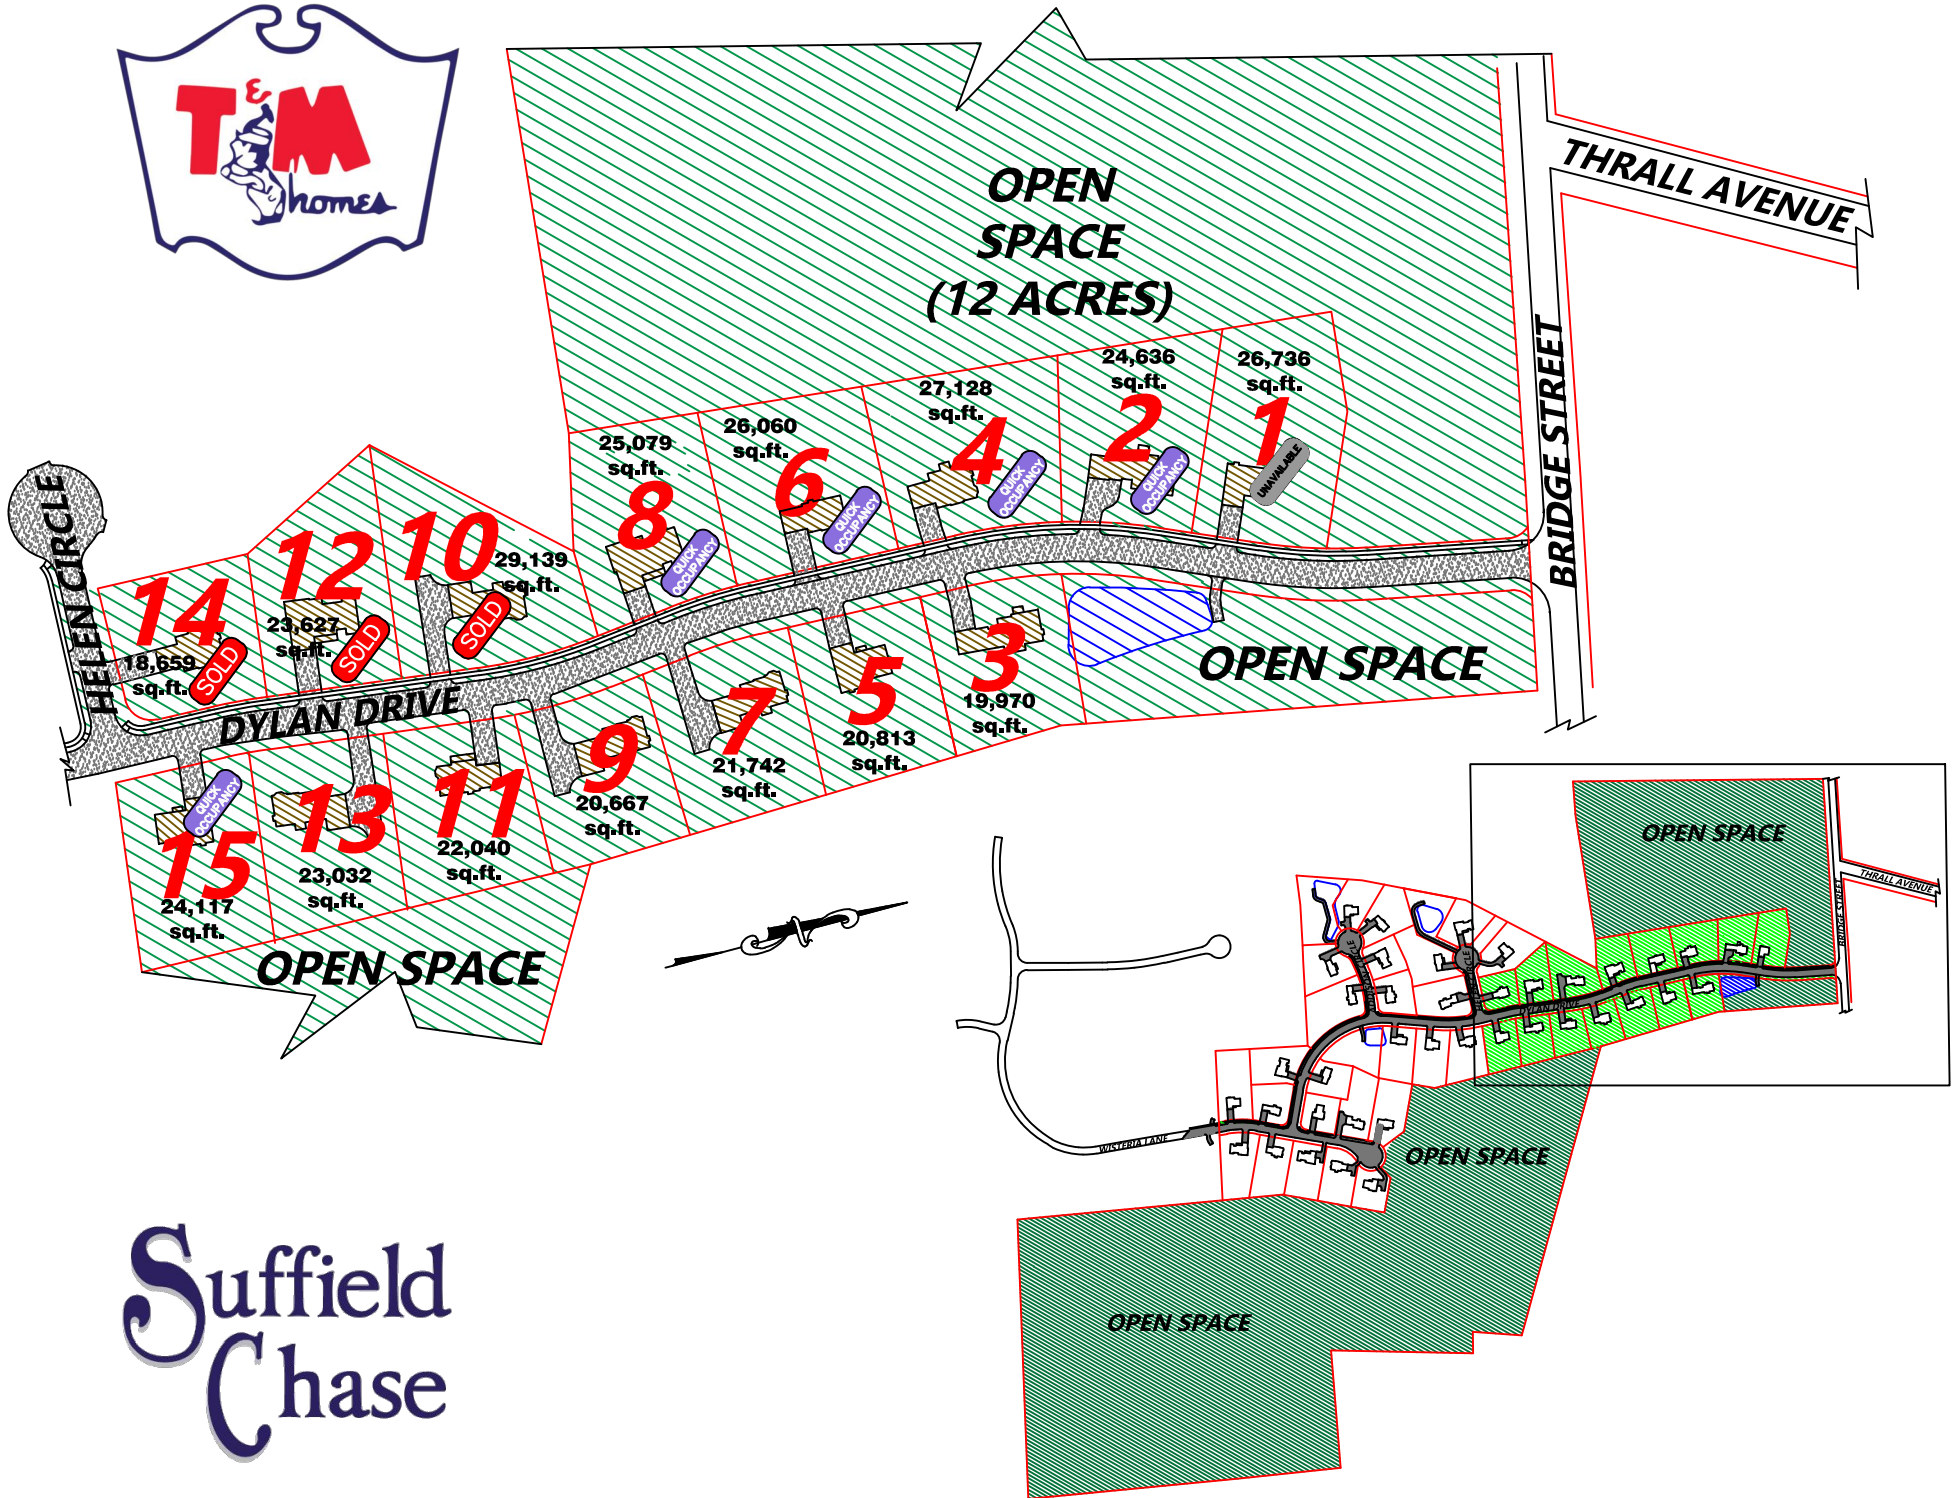 T&M
homes
OPEN
SPACE
(12 ACRES)
THRALL AVENUE
BRIDGE STREET
26,736
sq.ft.
1
UNAVAILABLE
24,636
sq.ft.
2
QUICK
OCCUPANCY
27,128
sq.ft.
4
QUICK
OCCUPANCY
26,060
sq.ft.
6
QUICK
OCCUPANCY
25,079
sq.ft.
8
QUICK
OCCUPANCY
10
29,139
sq.ft.
SOLD
12
23,627
sq.ft.
SOLD
14
18,659
sq.ft.
SOLD
HELEN CIRCLE
DYLAN DRIVE
OPEN SPACE
3
19,970
sq.ft.
5
20,813
sq.ft.
7
21,742
sq.ft.
9
20,667
sq.ft.
11
22,040
sq.ft.
13
23,032
sq.ft.
QUICK
OCCUPANCY
15
24,117
sq.ft.
OPEN SPACE
N
OPEN SPACE
THRALL AVENUE
BRIDGE STREET
DYLAN DRIVE
WISTERIA LANE
OPEN SPACE
OPEN SPACE
Suffield
Chase